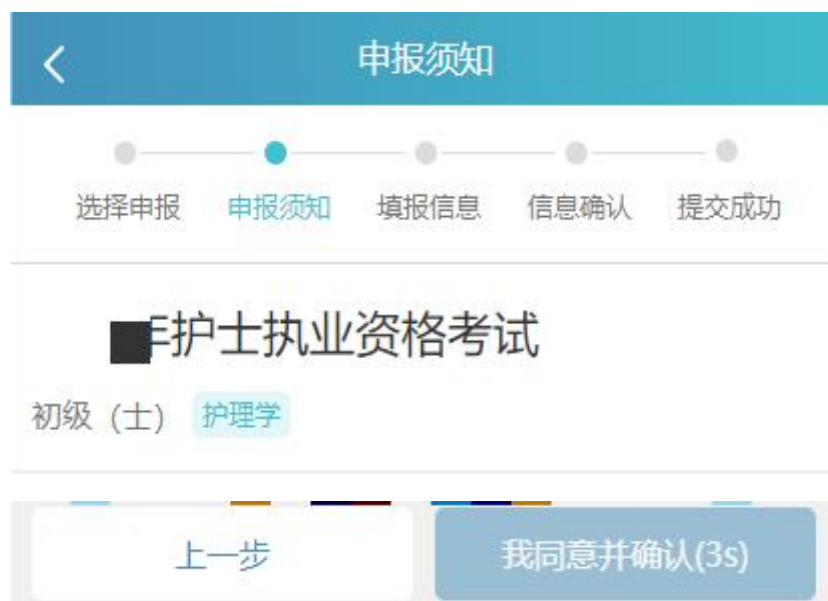 申报须知
选择申报 申报须知 填报信息 信息确认 提交成功
护士执业资格考试
初级（士） 护理学
上一步 我同意并确认(3s)